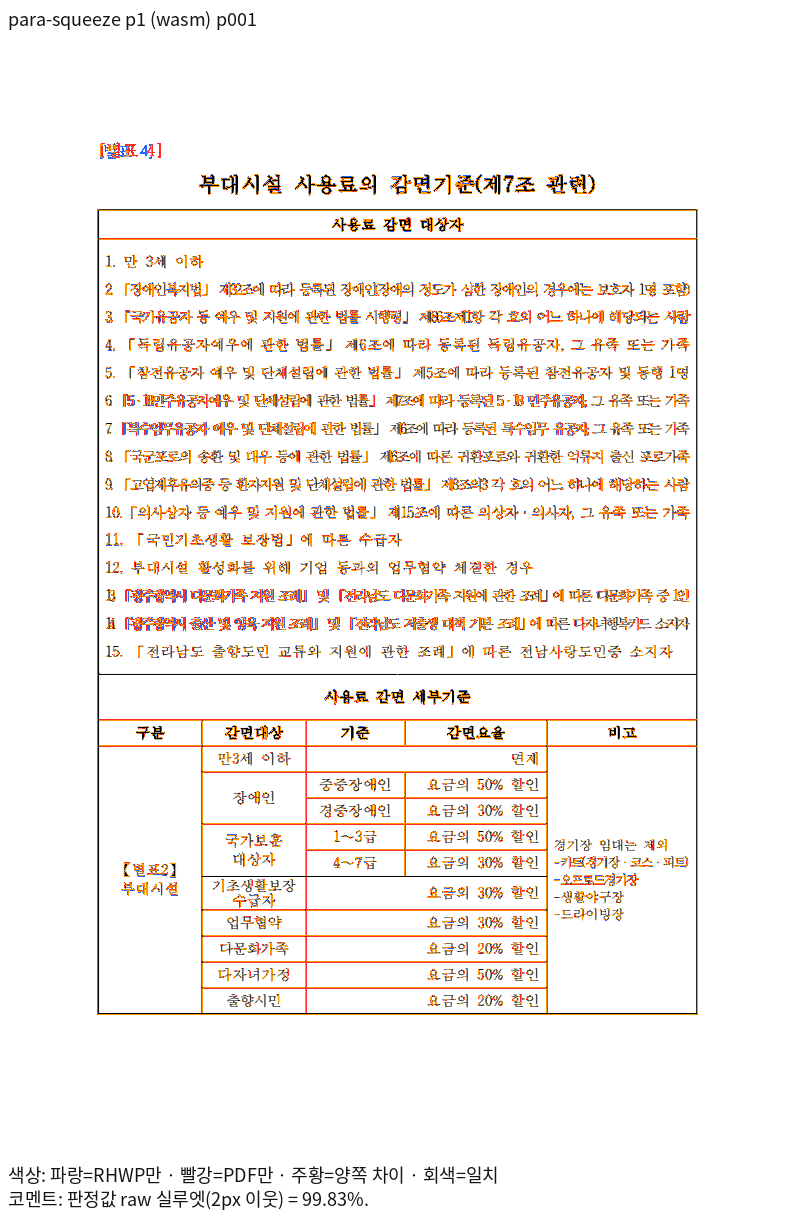 para-squeeze p1 (wasm) p001
[별표 4]
부대시설 사용료의 감면기준(제7조 관련)
사용료 감면 대상자
1. 만 3세 이하
2. 「장애인복지법」 제32조에 따라 등록된 장애인(장애의 정도가 심한 장애인의 경우에는 보호자 1명 포함)
3. 「국가유공자 등 예우 및 지원에 관한 법률 시행령」 제86조제1항 각 호의 어느 하나에 해당되는 사람
4. 「독립유공자예우에 관한 법률」 제6조에 따라 등록된 독립유공자, 그 유족 또는 가족
5. 「참전유공자 예우 및 단체설립에 관한 법률」 제5조에 따라 등록된 참전유공자 및 동행 1명
6. 「5·18민주유공자예우 및 단체설립에 관한 법률」 제7조에 따라 등록된 5·18 민주유공자, 그 유족 또는 가족
7. 「특수임무유공자 예우 및 단체설립에 관한 법률」 제6조에 따라 등록된 특수임무 유공자, 그 유족 또는 가족
8. 「국군포로의 송환 및 대우 등에 관한 법률」 제6조에 따른 귀환포로와 귀환한 억류지 출신 포로가족
9. 「고엽제후유의증 등 환자지원 및 단체설립에 관한 법률」 제8조의3 각 호의 어느 하나에 해당하는 사람
10. 「의사상자 등 예우 및 지원에 관한 법률」 제15조에 따른 의상자·의사자, 그 유족 또는 가족
11. 「국민기초생활 보장법」에 따른 수급자
12. 부대시설 활성화를 위해 기업 등과의 업무협약 체결한 경우
13. 「광주광역시 다문화가족 지원 조례」 및 「전라남도 다문화가족 지원에 관한 조례」에 따른 다문화가족 중 1인
14. 「광주광역시 출산 및 양육 지원 조례」 및 「전라남도 저출생 대책 기본 조례」에 따른 다자녀행복카드 소지자
15. 「전라남도 출향도민 교류와 지원에 관한 조례」에 따른 전남사랑도민증 소지자
사용료 감면 세부기준
구분 감면대상 기준 감면요율 비고
만3세 이하 면제
장애인 중증장애인 요금의 50% 할인
경증장애인 요금의 30% 할인
국가보훈 대상자 1~3급 요금의 50% 할인
4~7급 요금의 30% 할인
【별표2】
부대시설
기초생활보장
수급자 요금의 30% 할인
업무협약 요금의 30% 할인
다문화가족 요금의 20% 할인
다자녀가정 요금의 50% 할인
출향시민 요금의 20% 할인
경기장 임대는 제외
-카트(경기장·코스·피트)
-오프로드경기장
-생활야구장
-드라이빙장
색상: 파랑=RHWP만 · 빨강=PDF만 · 주황=양쪽 차이 · 회색=일치
코멘트: 판정값 raw 실루엣(2px 이웃) = 99.83%.